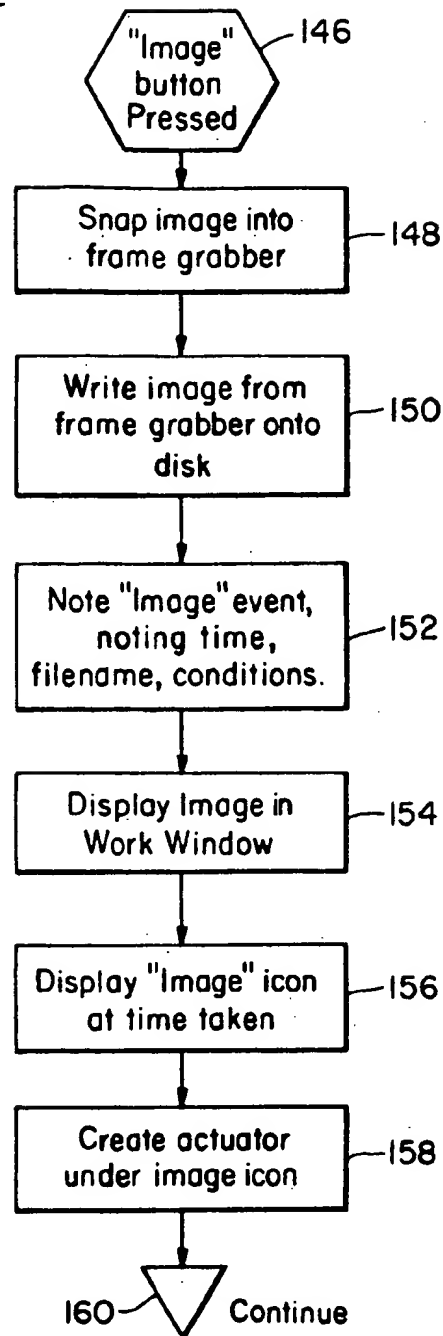 "Image"
button
Pressed
146
Snap image into
frame grabber
148
Write image from
frame grabber onto
disk
150
Note "Image" event,
noting time,
filename, conditions.
152
Display Image in
Work Window
154
Display "Image" icon
at time taken
156
Create actuator
under image icon
158
160
Continue